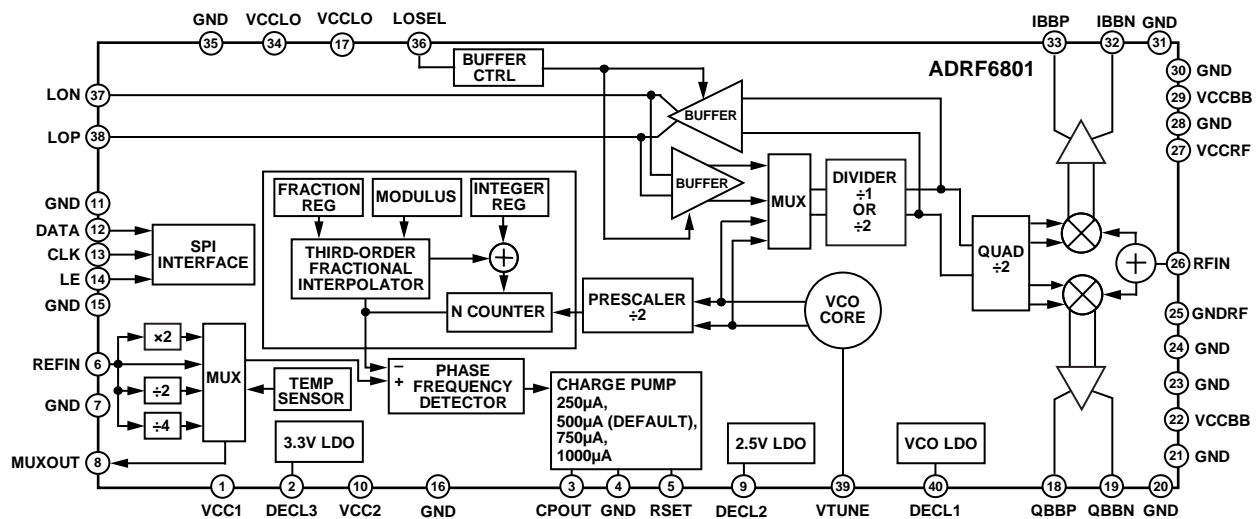 GND
VCCLO
VCCLO
LOSEL
IBBP
IBBN
GND
35
34
17
36
33
32
31
BUFFER
CTRL
ADRF6801
30
GND
LON
37
29
VCCBB
BUFFER
28
GND
LOP
38
27
VCCRF
BUFFER
MUX
DIVIDER
÷1
OR
÷2
FRACTION
REG
MODULUS
INTEGER
REG
GND
11
DATA
12
CLK
13
LE
14
GND
15
SPI
INTERFACE
THIRD-ORDER
FRACTIONAL
INTERPOLATOR
+
N COUNTER
PRESCALER
÷2
VCO
CORE
QUAD
÷2
+
26
RFIN
25
GNDRF
24
GND
23
GND
22
VCCBB
21
GND
REFIN
6
GND
7
MUXOUT
8
×2
÷2
÷4
MUX
TEMP
SENSOR
–
+
PHASE
FREQUENCY
DETECTOR
CHARGE PUMP
250µA,
500µA (DEFAULT),
750µA,
1000µA
3.3V LDO
2.5V LDO
VCO LDO
1
2
10
16
3
4
5
9
39
40
18
19
20
VCC1
DECL3
VCC2
GND
CPOUT
GND
RSET
DECL2
VTUNE
DECL1
QBBP
QBBN
GND